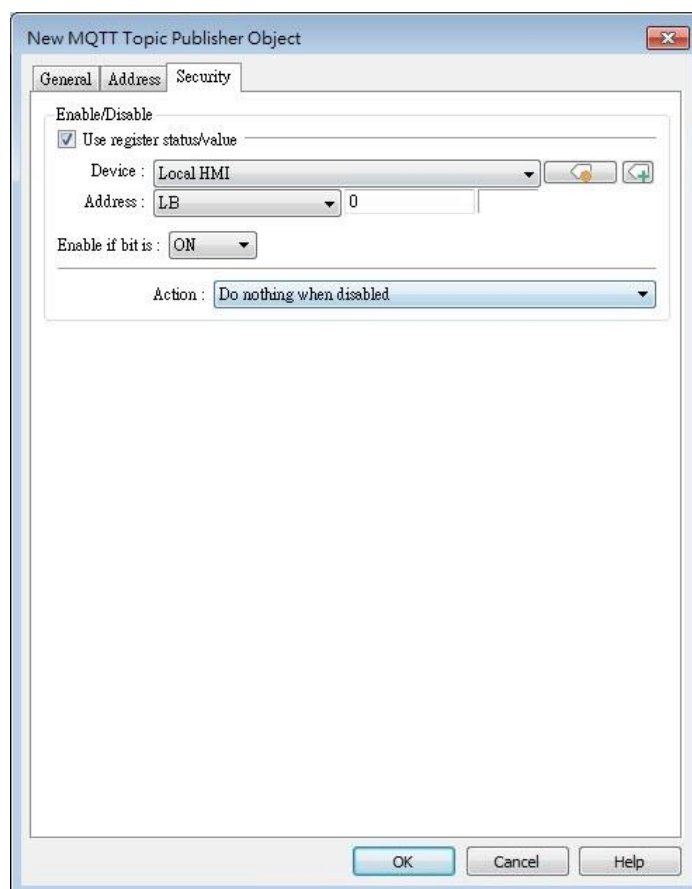 New MQTT Topic Publisher Object
General Address Security
Enable/Disable
Use register status/value
Device : Local HMI
Address : LB 0
Enable if bit is : ON
Action : Do nothing when disabled
OK Cancel Help